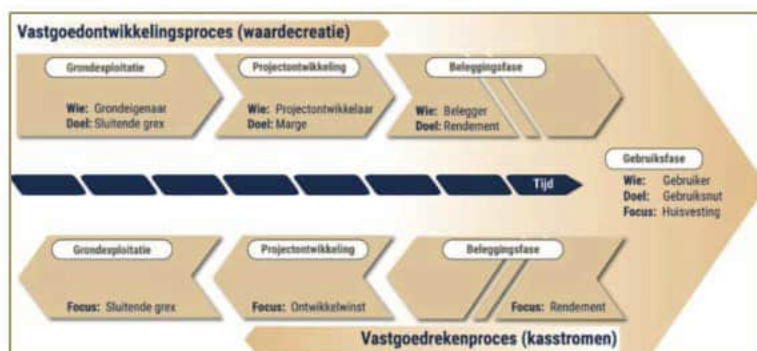 Vastgoedontwikkelingsproces (waardecreatie)
Grondexploitatie
Wie: Grondeigenaar
Doel: Sluitende grex
Projectontwikkeling
Wie: Projectontwikkelaar
Doel: Marge
Beleggingsfase
Wie: Belegger
Doel: Rendement
Tijd
Gebruiksfase
Wie: Gebruiker
Doel: Gebruiksnut
Focus: Huisvesting
Grondexploitatie
Focus: Sluitende grex
Projectontwikkeling
Focus: Ontwikkelwinst
Beleggingsfase
Focus: Rendement
Vastgoedrekenproces (kasstromen)